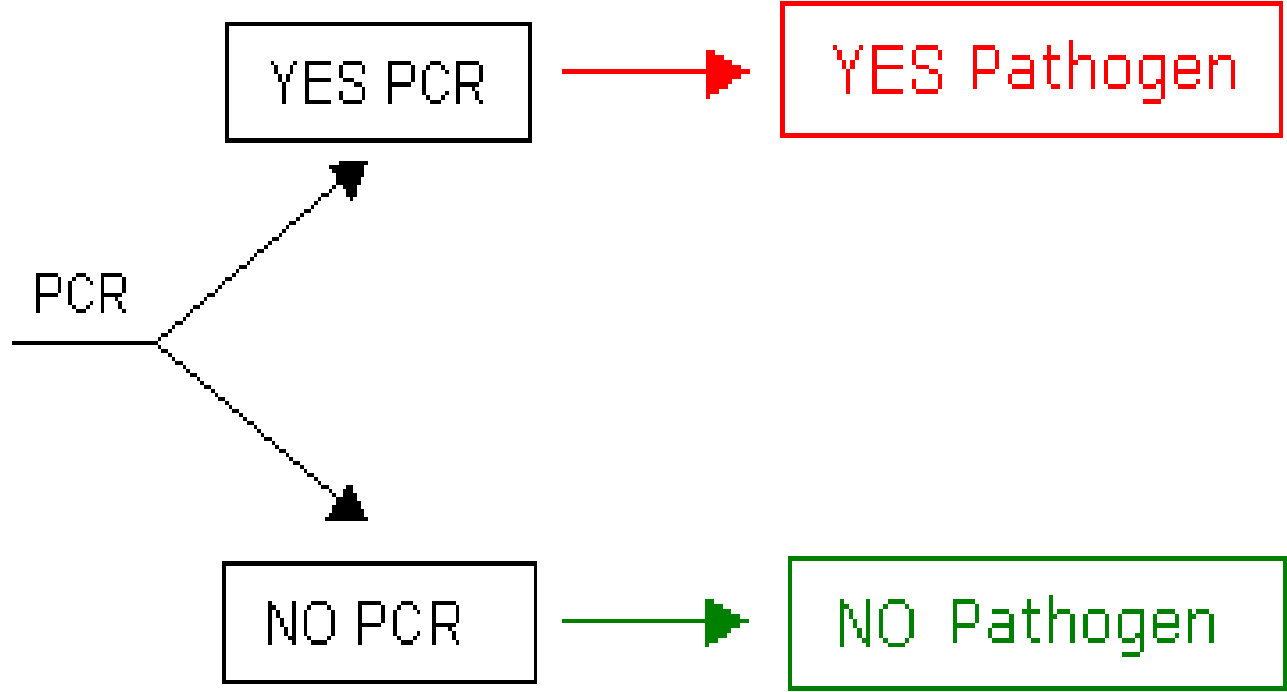 YES PCR
YES Pathogen
PCR
NO PCR
NO Pathogen